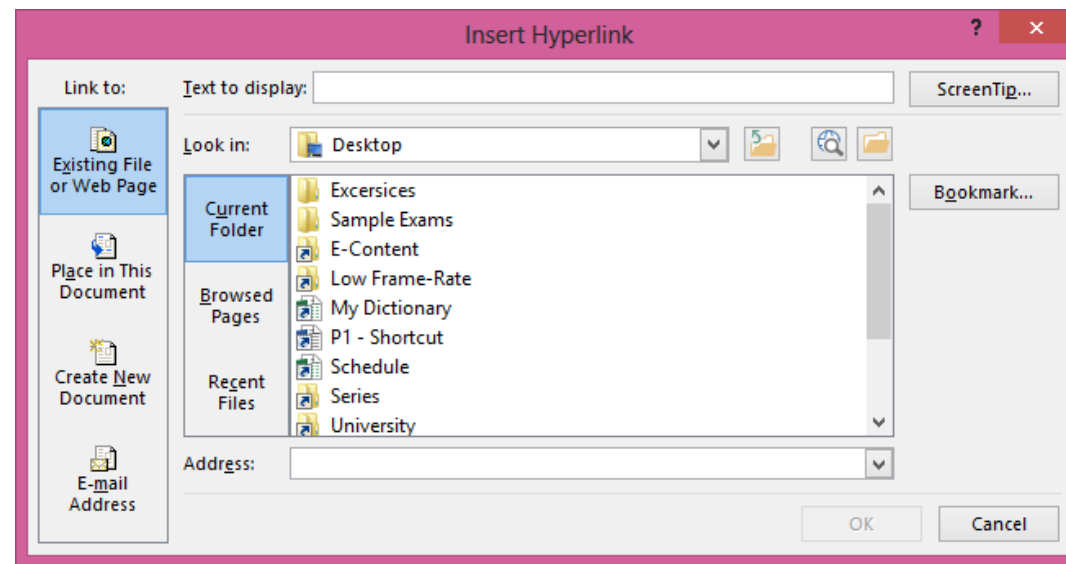 Insert Hyperlink
?
×
Link to:
Text to display:
ScreenTip...
Existing File
or Web Page
Look in:
Desktop
Bookmark...
Current
Folder
Excersices
Sample Exams
E-Content
Low Frame-Rate
My Dictionary
P1 - Shortcut
Schedule
Series
University
Place in This
Document
Browsed
Pages
Create New
Document
Recent
Files
E-mail
Address
Address:
OK
Cancel